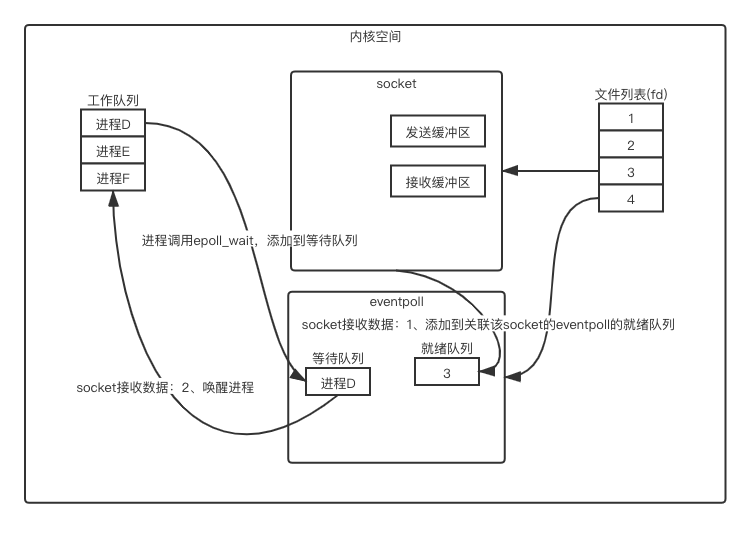 内核空间
socket
发送缓冲区
接收缓冲区
文件列表(fd)
1
2
3
4
工作队列
进程D
进程E
进程F
进程调用epoll_wait，添加到等待队列
eventpoll
socket接收数据：1、添加到关联该socket的eventpoll的就绪队列
等待队列
进程D
就绪队列
3
socket接收数据：2、唤醒进程